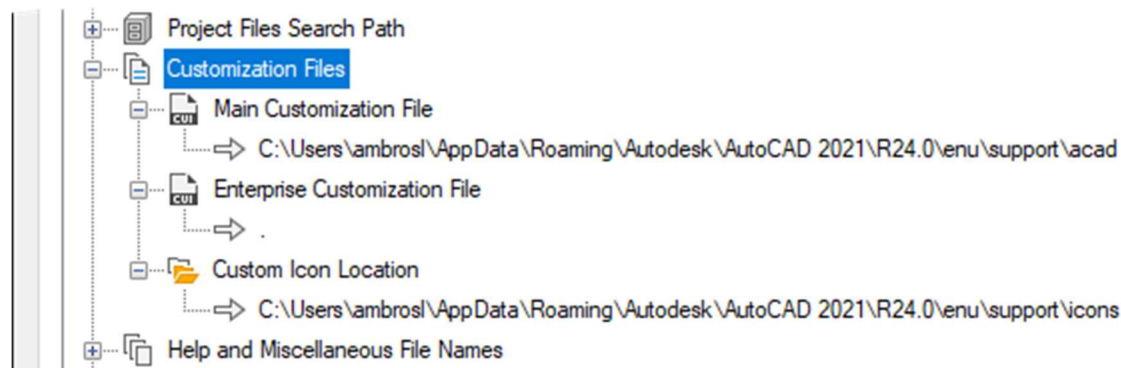 Project Files Search Path
Customization Files
CUI Main Customization File
C:\Users\ambrosl\AppData\Roaming\Autodesk\AutoCAD 2021\R24.0\enu\support\acad
CUI Enterprise Customization File
.
Custom Icon Location
C:\Users\ambrosl\AppData\Roaming\Autodesk\AutoCAD 2021\R24.0\enu\support\icons
Help and Miscellaneous File Names